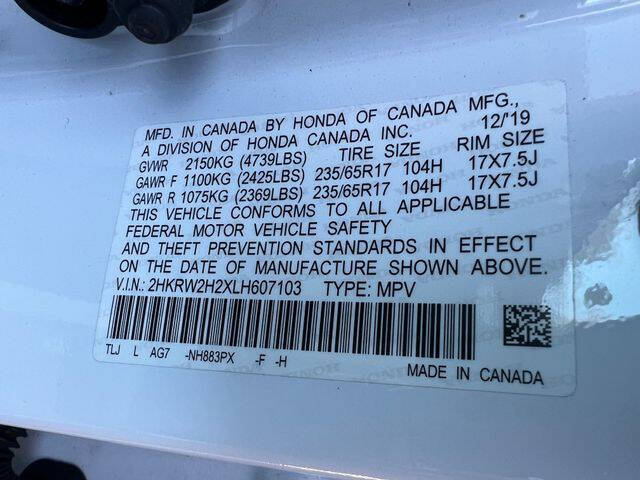 MFD. IN CANADA BY HONDA OF CANADA MFG.,
A DIVISION OF HONDA CANADA INC. 12/'19
GVWR 2150KG (4739LBS) TIRE SIZE RIM SIZE
GAWR F 1100KG (2425LBS) 235/65R17 104H 17X7.5J
GAWR R 1075KG (2369LBS) 235/65R17 104H 17X7.5J
THIS VEHICLE CONFORMS TO ALL APPLICABLE
FEDERAL MOTOR VEHICLE SAFETY
AND THEFT PREVENTION STANDARDS IN EFFECT
ON THE DATE OF MANUFACTURE SHOWN ABOVE.
V.I.N.: 2HKRW2H2XLH607103 TYPE: MPV
TLJ L AG7 -NH883PX -F -H
MADE IN CANADA